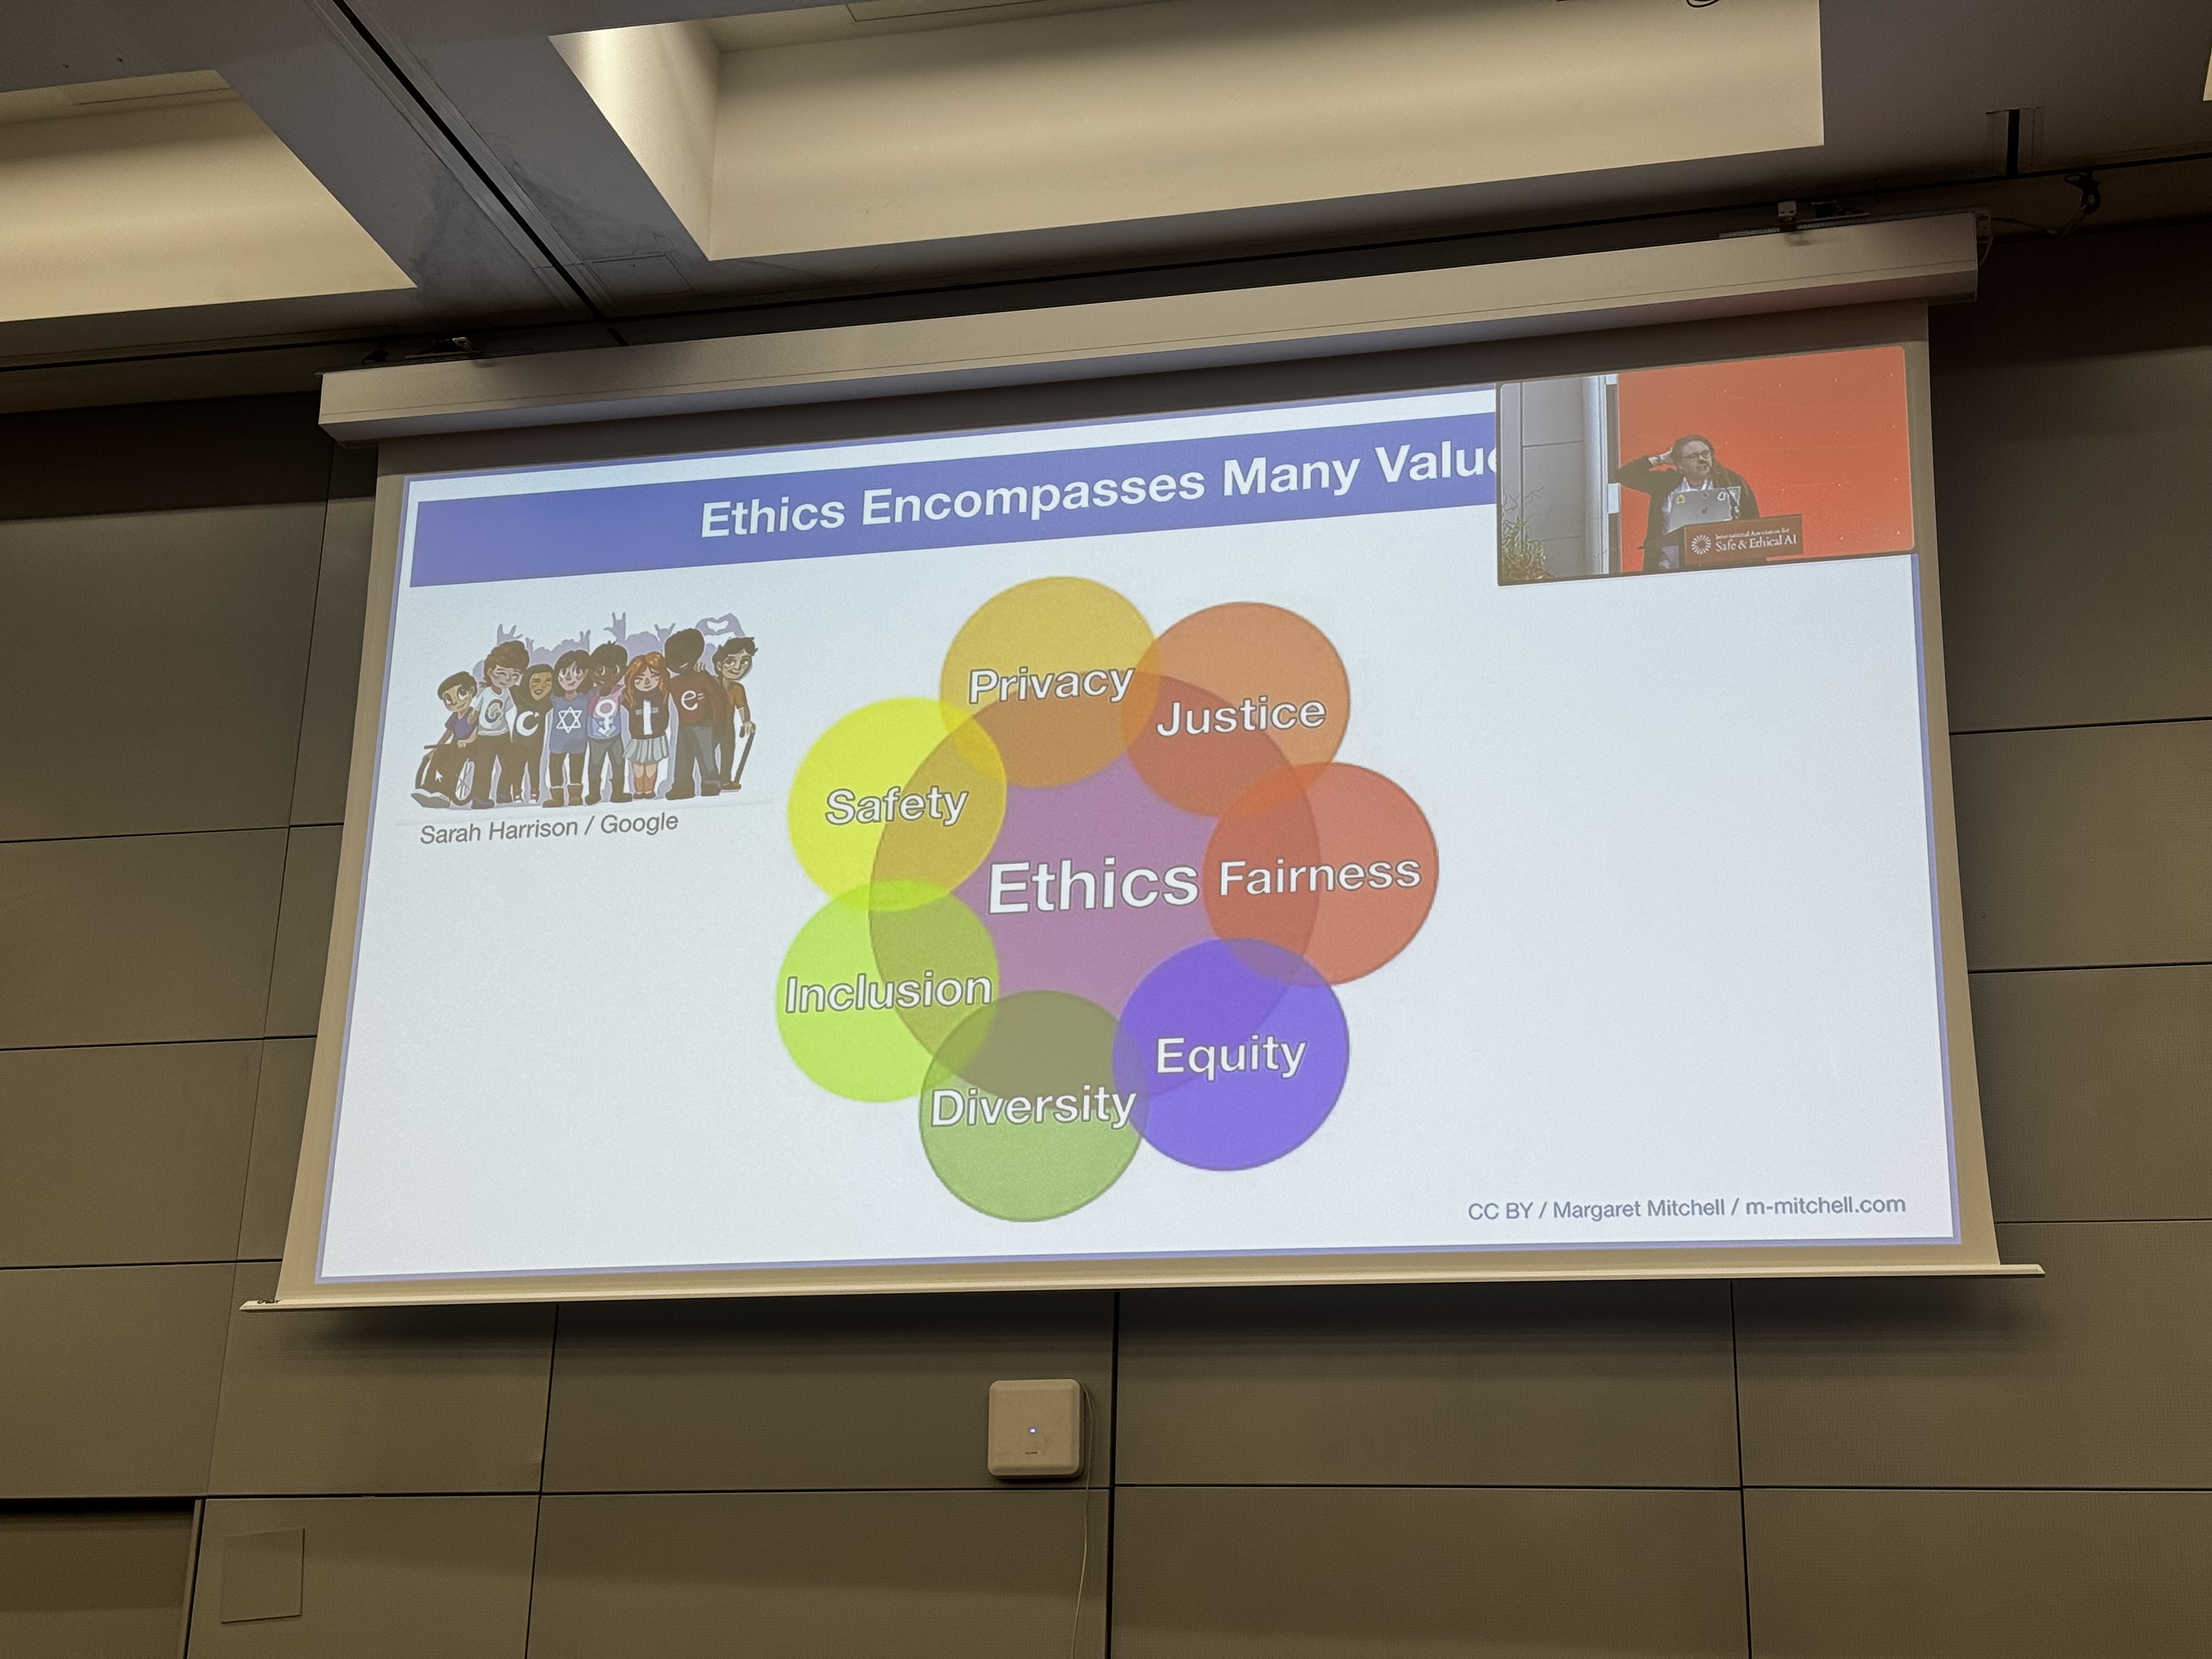 Ethics Encompasses Many Valu
International Association for
Safe & Ethical AI
Privacy
Justice
Safety
Ethics
Fairness
Inclusion
Equity
Diversity
Sarah Harrison / Google
CC BY / Margaret Mitchell / m-mitchell.com